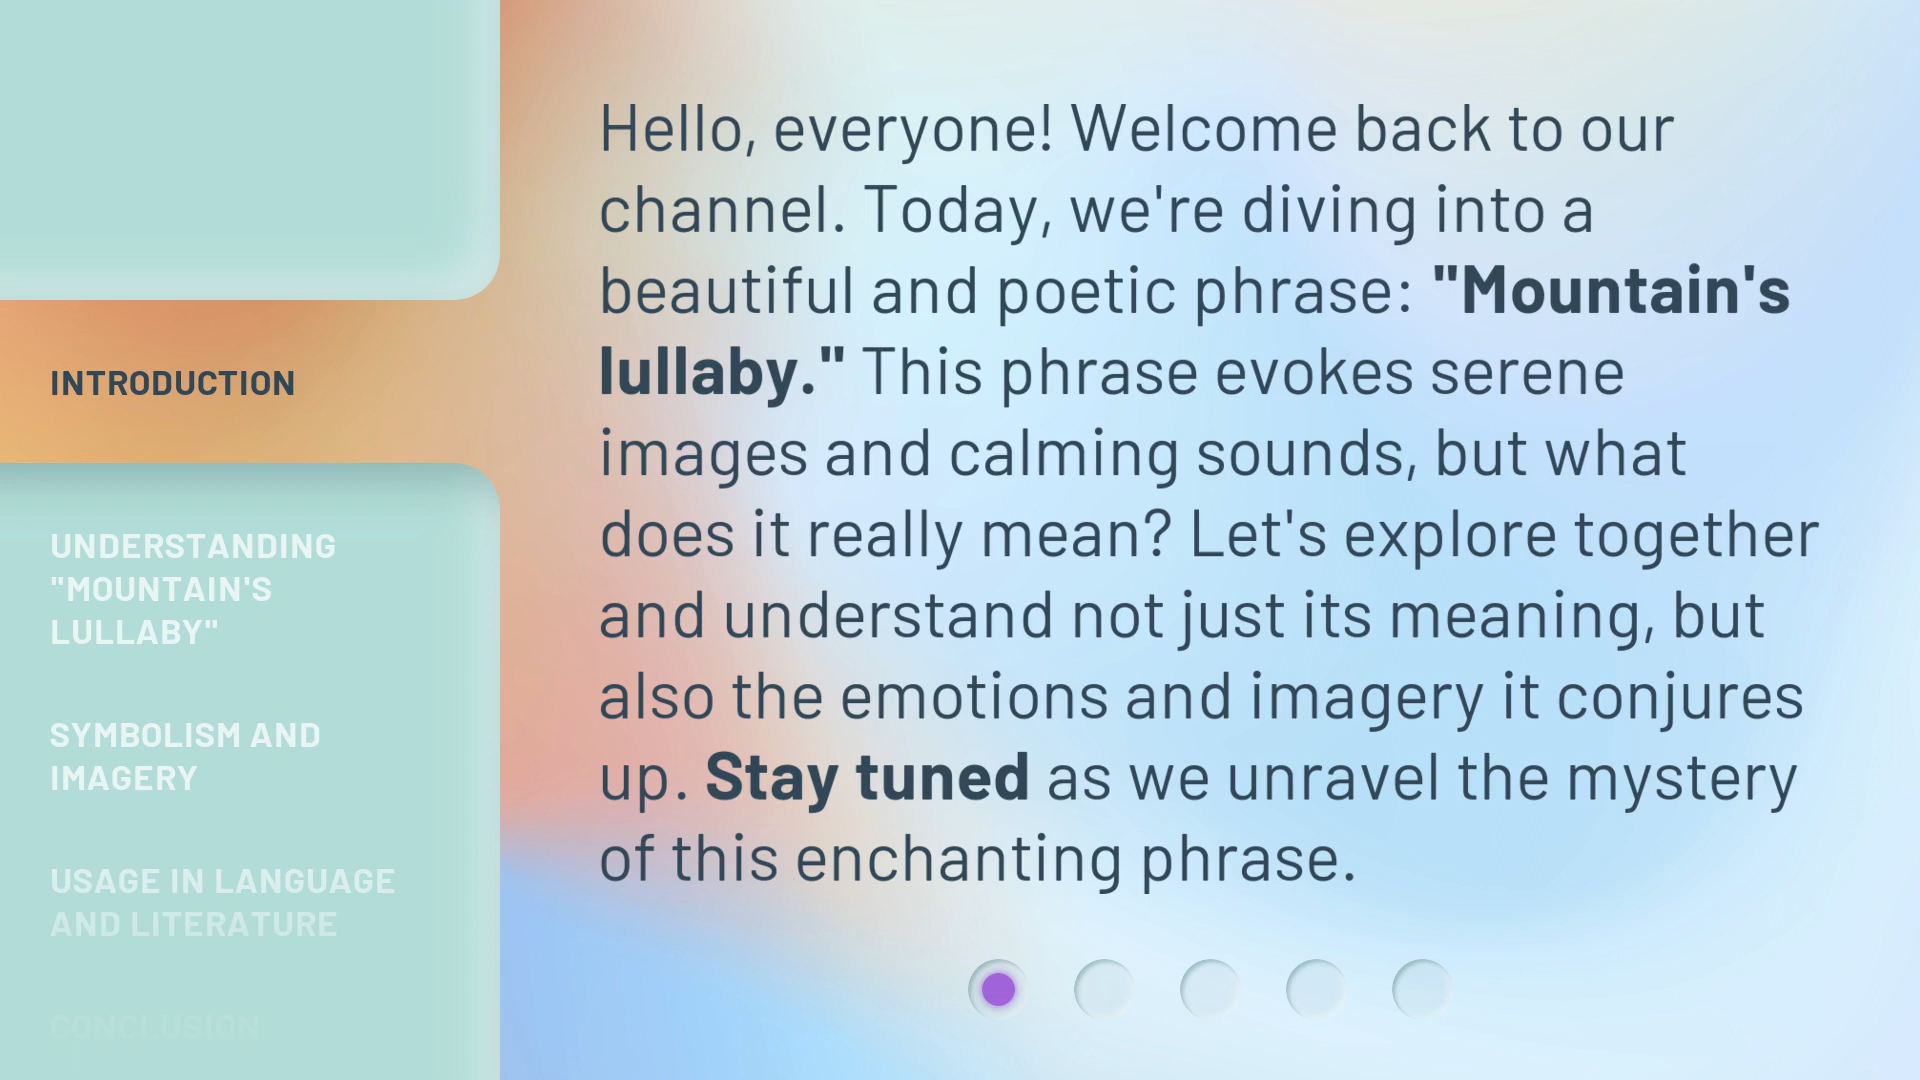 INTRODUCTION
UNDERSTANDING
"MOUNTAIN'S
LULLABY"
SYMBOLISM AND
IMAGERY
USAGE IN LANGUAGE
AND LITERATURE
CONCLUSION
Hello, everyone! Welcome back to our
channel. Today, we're diving into a
beautiful and poetic phrase: "Mountain's
lullaby." This phrase evokes serene
images and calming sounds, but what
does it really mean? Let's explore together
and understand not just its meaning, but
also the emotions and imagery it conjures
up. Stay tuned as we unravel the mystery
of this enchanting phrase.